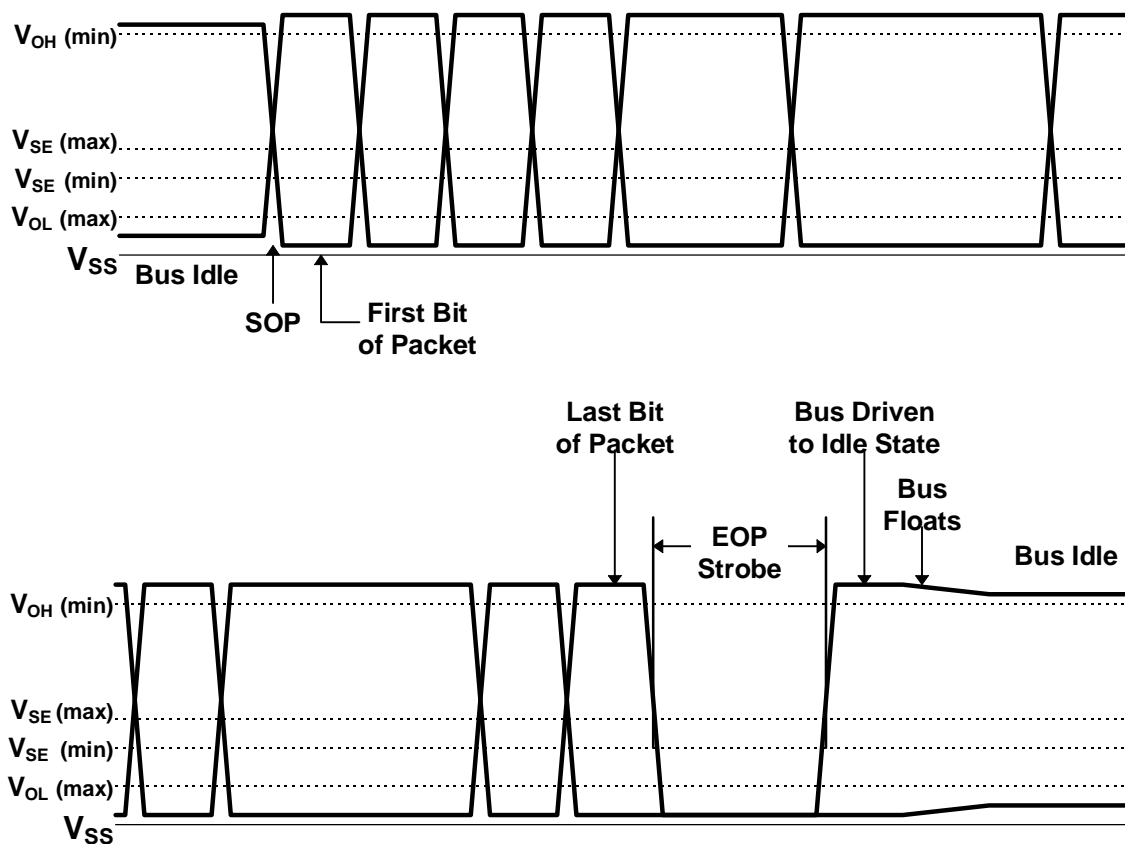 VOH (min)
VSE (max)
VSE (min)
VOL (max)
VSS
Bus Idle
SOP
First Bit
of Packet
Last Bit
of Packet
Bus Driven
to Idle State
Bus
Floats
EOP
Strobe
Bus Idle
VOH (min)
VSE (max)
VSE (min)
VOL (max)
VSS